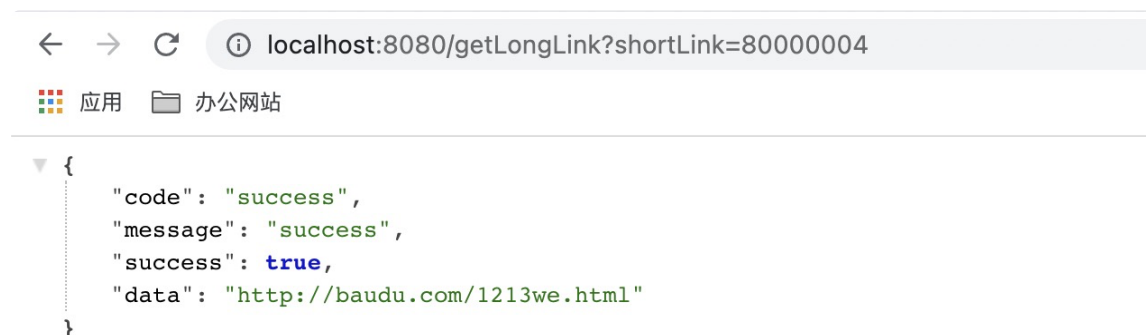 localhost:8080/getLongLink?shortLink=80000004
应用 办公网站
{
"code": "success",
"message": "success",
"success": true,
"data": "http://baudu.com/1213we.html"
}